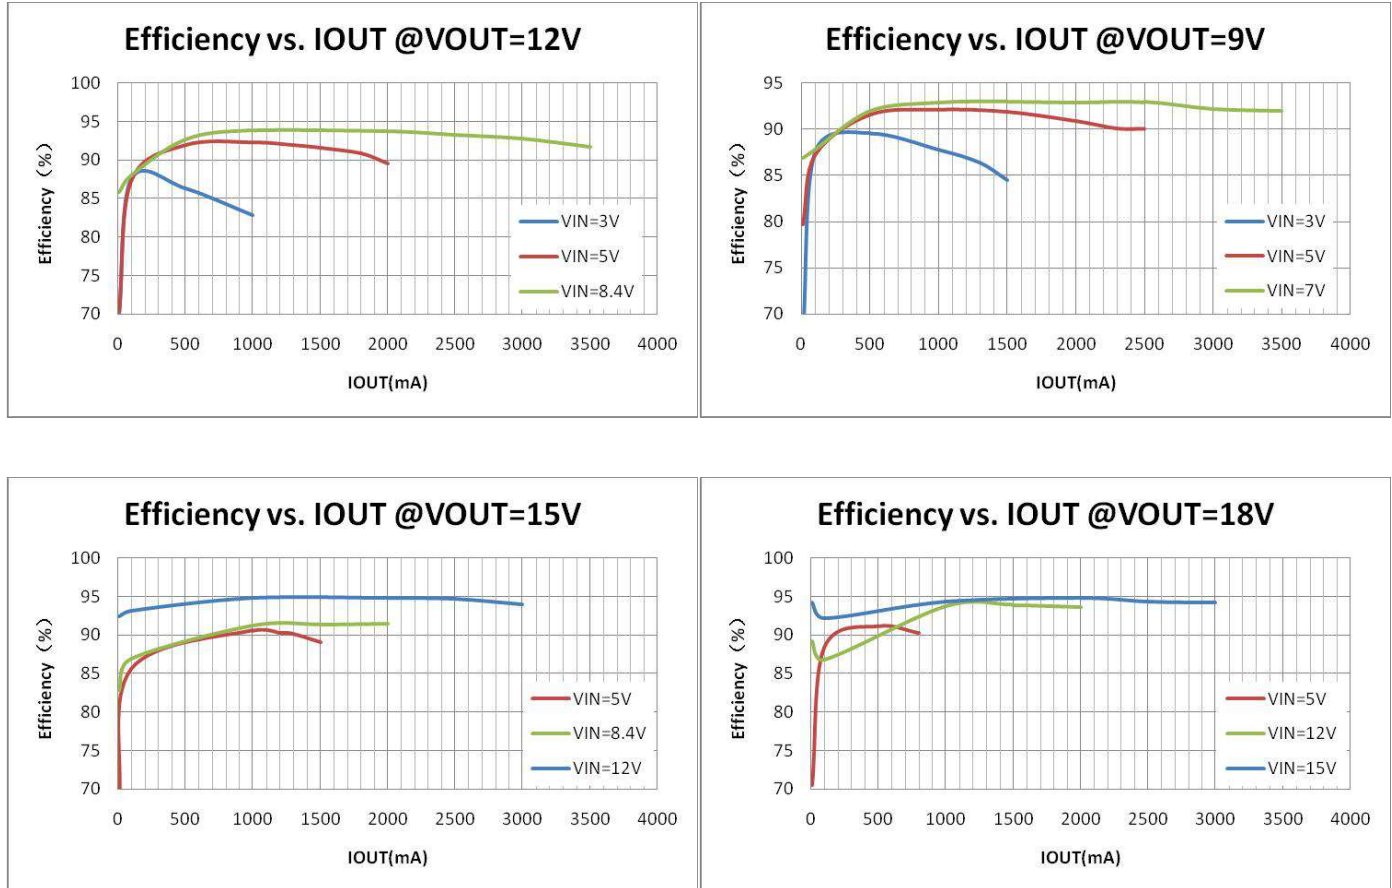 Efficiency vs. IOUT @VOUT=12V
100
95
90
85
80
75
70
Efficiency（%）
VIN=3V
VIN=5V
VIN=8.4V
0 500 1000 1500 2000 2500 3000 3500 4000
IOUT(mA)
Efficiency vs. IOUT @VOUT=9V
95
90
85
80
75
70
Efficiency（%）
VIN=3V
VIN=5V
VIN=7V
0 500 1000 1500 2000 2500 3000 3500 4000
IOUT(mA)
Efficiency vs. IOUT @VOUT=15V
100
95
90
85
80
75
70
Efficiency（%）
VIN=5V
VIN=8.4V
VIN=12V
0 500 1000 1500 2000 2500 3000 3500 4000
IOUT(mA)
Efficiency vs. IOUT @VOUT=18V
100
95
90
85
80
75
70
Efficiency（%）
VIN=5V
VIN=12V
VIN=15V
0 500 1000 1500 2000 2500 3000 3500 4000
IOUT(mA)